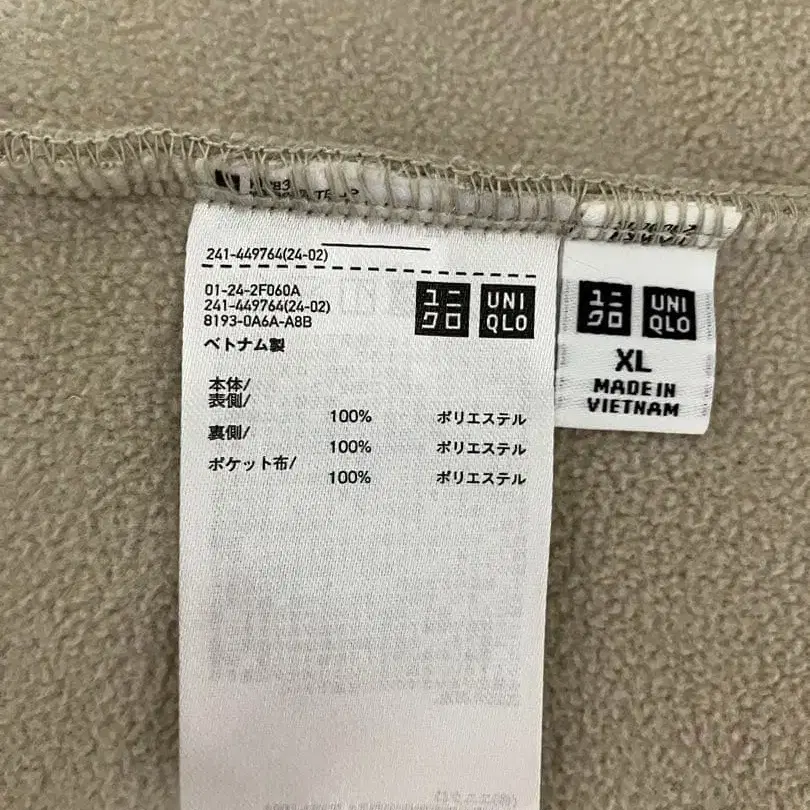 241-449764(24-02)
01-24-2F060A
241-449764(24-02)
8193-0A6A-A8B
ベトナム製
ユニ
クロ
UNI
QLO
本体/
表側/
100% ポリエステル
裏側/
100% ポリエステル
ポケット布/
100% ポリエステル
ユニ
クロ
UNI
QLO
XL
MADE IN
VIETNAM